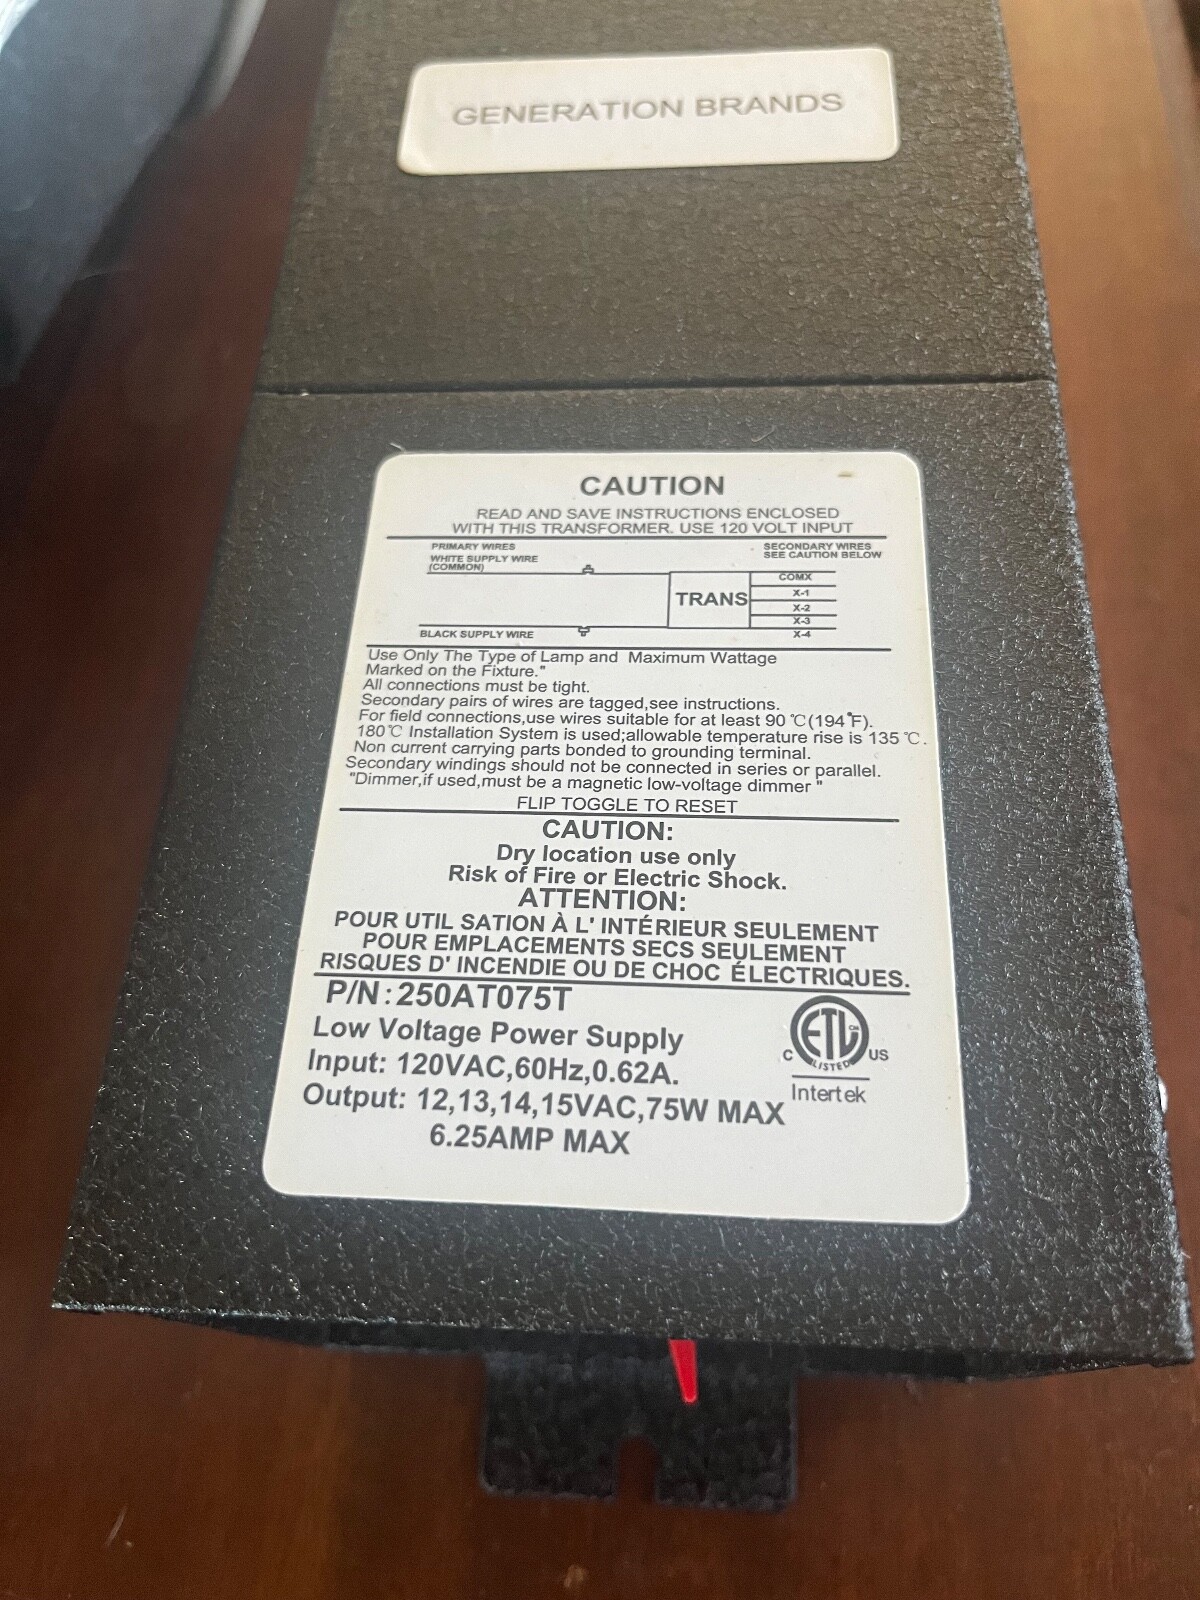 GENERATION BRANDS
CAUTION
READ AND SAVE INSTRUCTIONS ENCLOSED
WITH THIS TRANSFORMER. USE 120 VOLT INPUT
PRIMARY WIRES
WHITE SUPPLY WIRE
(COMMON)
SECONDARY WIRES
SEE CAUTION BELOW
TRANS
COMX
X-1
X-2
X-3
X-4
BLACK SUPPLY WIRE
Use Only The Type of Lamp and Maximum Wattage
Marked on the Fixture."
All connections must be tight.
Secondary pairs of wires are tagged,see instructions.
For field connections,use wires suitable for at least 90 ℃(194°F).
180℃ Installation System is used;allowable temperature rise is 135 ℃.
Non current carrying parts bonded to grounding terminal.
Secondary windings should not be connected in series or parallel.
"Dimmer,if used,must be a magnetic low-voltage dimmer "
FLIP TOGGLE TO RESET
CAUTION:
Dry location use only
Risk of Fire or Electric Shock.
ATTENTION:
POUR UTIL SATION À L' INTÉRIEUR SEULEMENT
POUR EMPLACEMENTS SECS SEULEMENT
RISQUES D' INCENDIE OU DE CHOC ÉLECTRIQUES.
P/N:250AT075T
Low Voltage Power Supply
Input: 120VAC,60Hz,0.62A.
Output: 12,13,14,15VAC,75W MAX
6.25AMP MAX
ETL
C LISTED US
Intertek